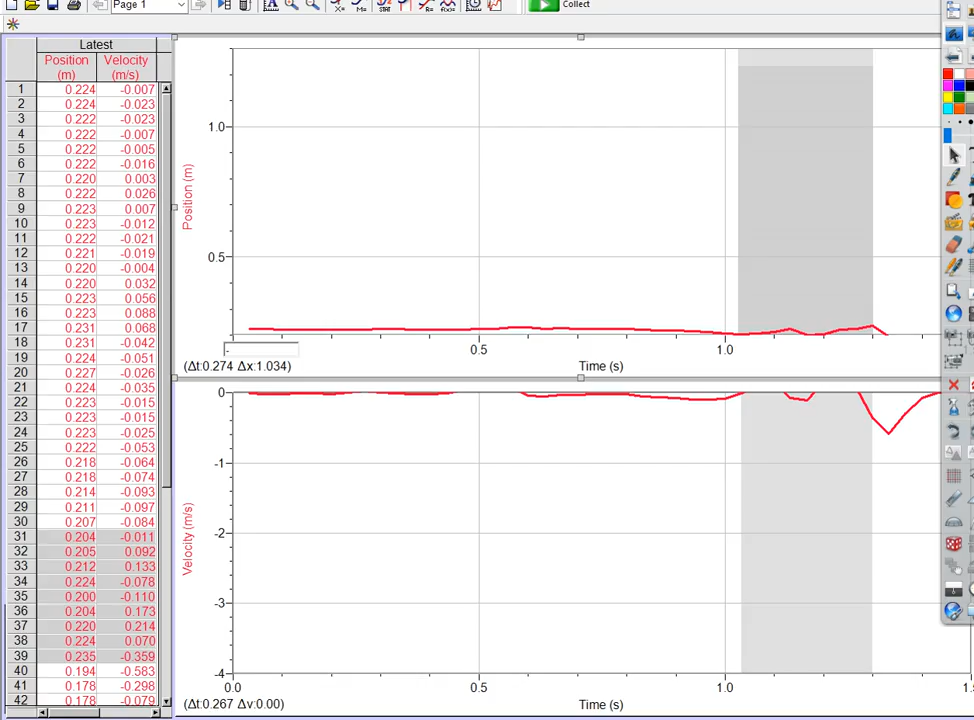 Page 1
Collect
Latest
Position Velocity
(m) (m/s)
1 0.224 -0.007
2 0.224 -0.023
3 0.222 -0.023
4 0.222 -0.007
5 0.222 -0.005
6 0.222 -0.016
7 0.220 0.003
8 0.222 0.026
9 0.223 0.007
10 0.223 -0.012
11 0.222 -0.021
12 0.221 -0.019
13 0.220 -0.004
14 0.220 0.032
15 0.223 0.056
16 0.223 0.088
17 0.231 0.068
18 0.231 -0.042
19 0.224 -0.051
20 0.227 -0.026
21 0.224 -0.035
22 0.223 -0.015
23 0.223 -0.015
24 0.223 -0.025
25 0.222 -0.053
26 0.218 -0.064
27 0.218 -0.074
28 0.214 -0.093
29 0.211 -0.097
30 0.207 -0.084
31 0.204 -0.011
32 0.205 0.092
33 0.212 0.133
34 0.224 -0.078
35 0.200 -0.110
36 0.204 0.173
37 0.220 0.214
38 0.224 0.070
39 0.235 -0.359
40 0.194 -0.583
41 0.178 -0.298
42 0.178 -0.079
Position (m)
1.0
0.5
-
0.5 1.0
(Δt:0.274 Δx:1.034) Time (s)
Velocity (m/s)
0
-1
-2
-3
-4
0.0 0.5 1.0
(Δt:0.267 Δv:0.00) Time (s)